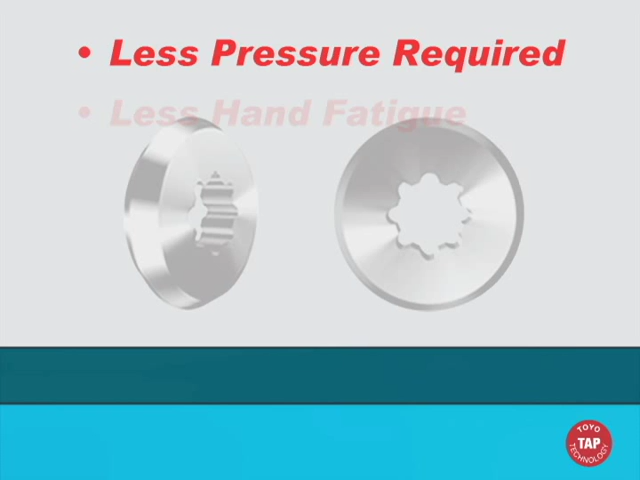 • Less Pressure Required
• Less Hand Fatigue
TOYO
TAP
TECHNOLOGY